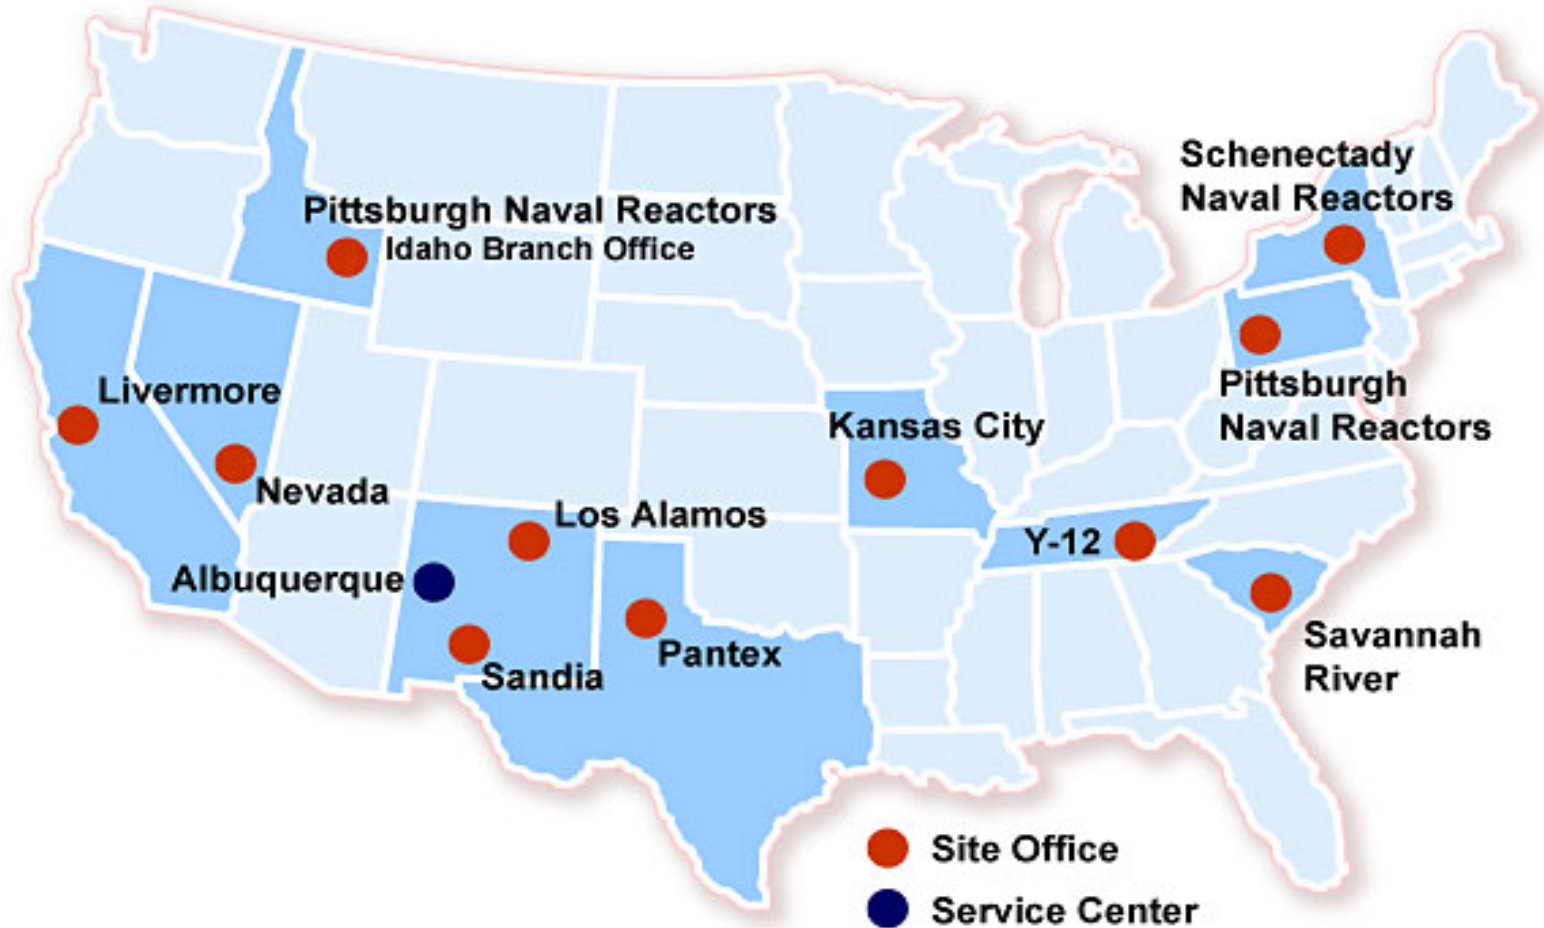 Schenectady
Naval Reactors
Pittsburgh Naval Reactors
Idaho Branch Office
Livermore
Pittsburgh
Naval Reactors
Kansas City
Nevada
Los Alamos
Y-12
Albuquerque
Pantex
Sandia
Savannah
River
Site Office
Service Center